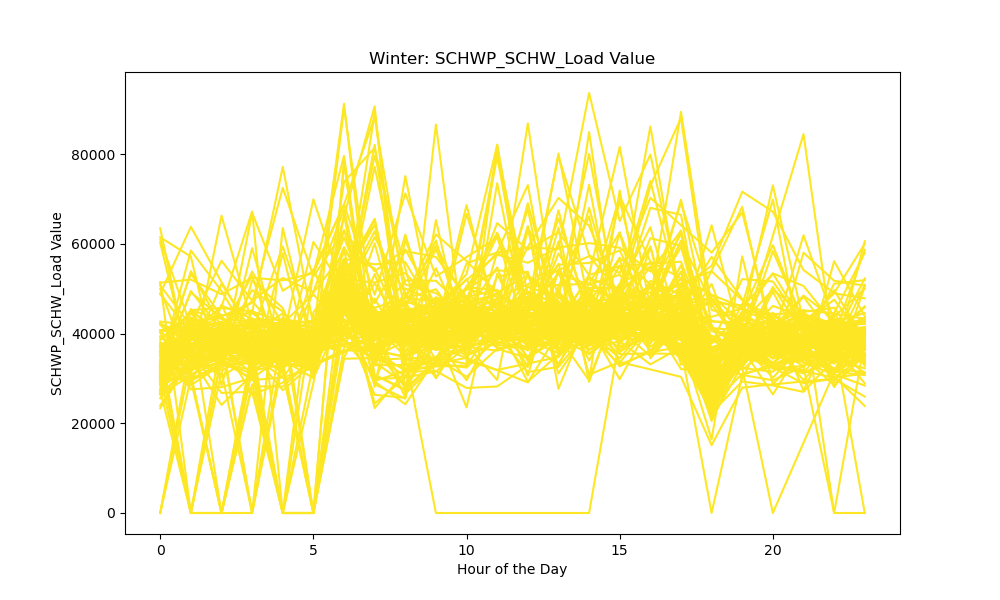 Winter: SCHWP_SCHW_Load Value
80000
60000
40000
20000
0
SCHWP_SCHW_Load Value
0 5 10 15 20
Hour of the Day